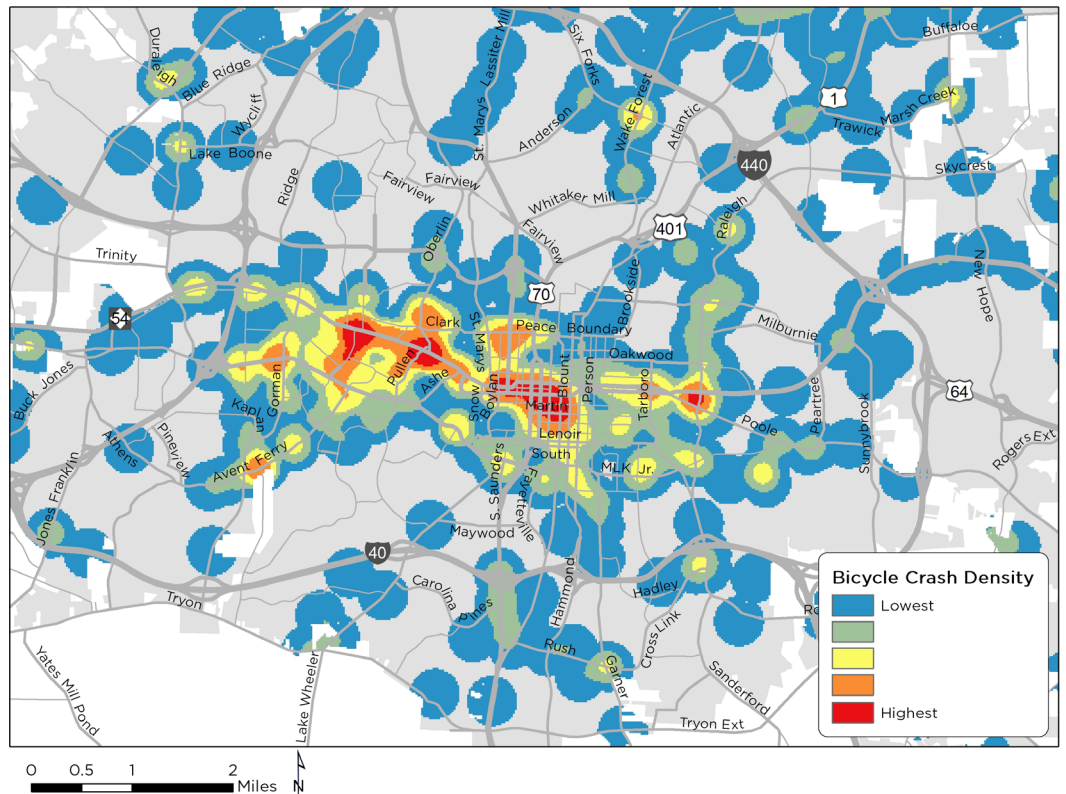 Buffaloe
Duraleigh
Six Forks
St. Marys
Lassiter Mill
Blue Ridge
Wake Forest
1
Marsh Creek
Wycliff
Anderson
Atlantic
Trawick
Lake Boone
440
Skycrest
Ridge
Fairview
Fairview
Whitaker Mill
Raleigh
401
Oberlin
Fairview
Trinity
New Hope
Brookside
70
54
St. Marys
Clark
Peace
Boundary
Milburnie
Oakwood
Pullen
Ashe
Blount
Person
Buck Jones
Gorman
Snow
Boylan
Martin
Tarboro
Peartree
64
Kaplan
Lenoir
Poole
Sunnybrook
Athens
Pineview
Avent Ferry
South
MLK Jr.
Rogers Ext
Jones Franklin
S. Saunders
Fayetteville
Maywood
40
Hammond
Carolina Pines
Hadley
Tryon
Cross Link
Rush
Garner
Sanderford
Yates Mill Pond
Lake Wheeler
Tryon Ext
Bicycle Crash Density
Lowest
Highest
0 0.5 1 2
Miles
N